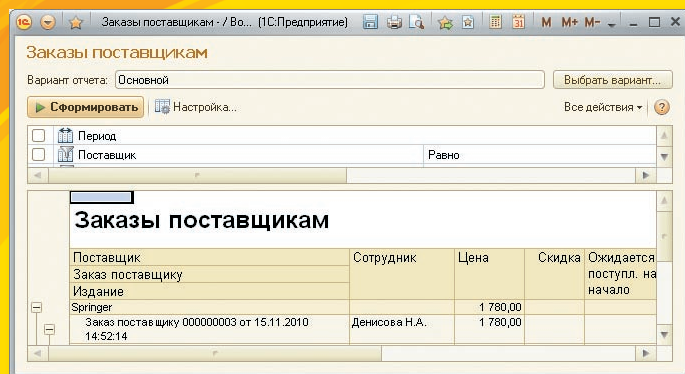 1С Заказы поставщикам - / Во... (1С:Предприятие) 31 M M+ M-
Заказы поставщикам
Вариант отчета: Основной Выбрать вариант...
Сформировать Настройка... Все действия ?
Период
Поставщик Равно
Заказы поставщикам
Поставщик Сотрудник Цена Скидка Ожидается
Заказ поставщику поступл. на
Издание начало
Springer 1 780,00
Заказ поставщику 000000003 от 15.11.2010 Денисова Н.А. 1 780,00
14:52:14